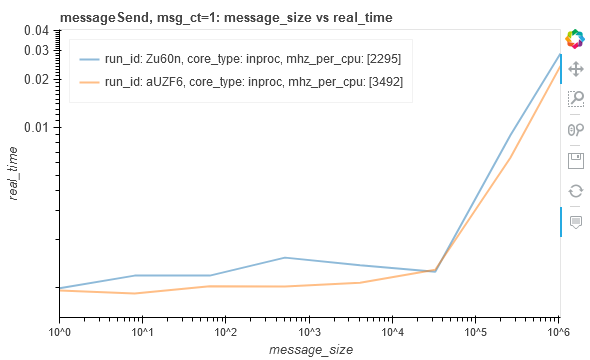 messageSend, msg_ct=1: message_size vs real_time
run_id: Zu60n, core_type: inproc, mhz_per_cpu: [2295]
run_id: aUZF6, core_type: inproc, mhz_per_cpu: [3492]
real_time
0.04
0.03
0.02
0.01
10^0 10^1 10^2 10^3 10^4 10^5 10^6
message_size